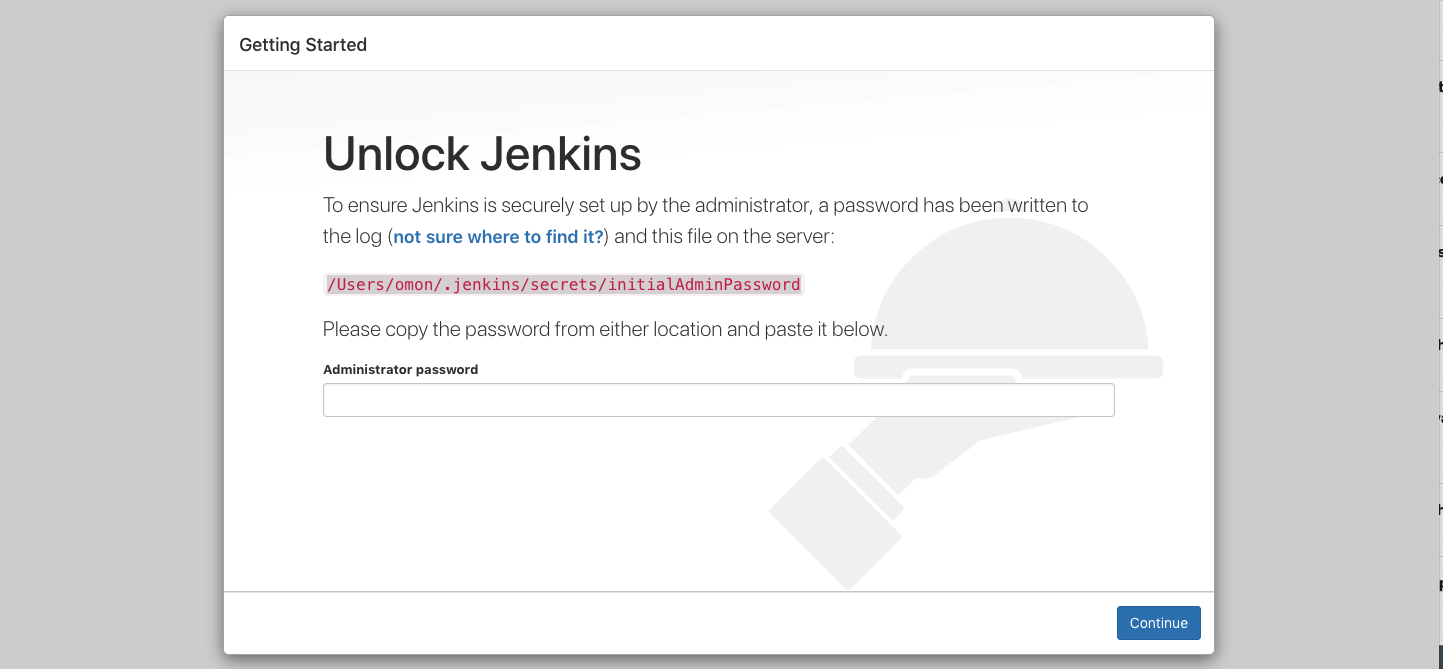 Getting Started
Unlock Jenkins
To ensure Jenkins is securely set up by the administrator, a password has been written to
the log (not sure where to find it?) and this file on the server:
/Users/omon/.jenkins/secrets/initialAdminPassword
Please copy the password from either location and paste it below.
Administrator password
Continue